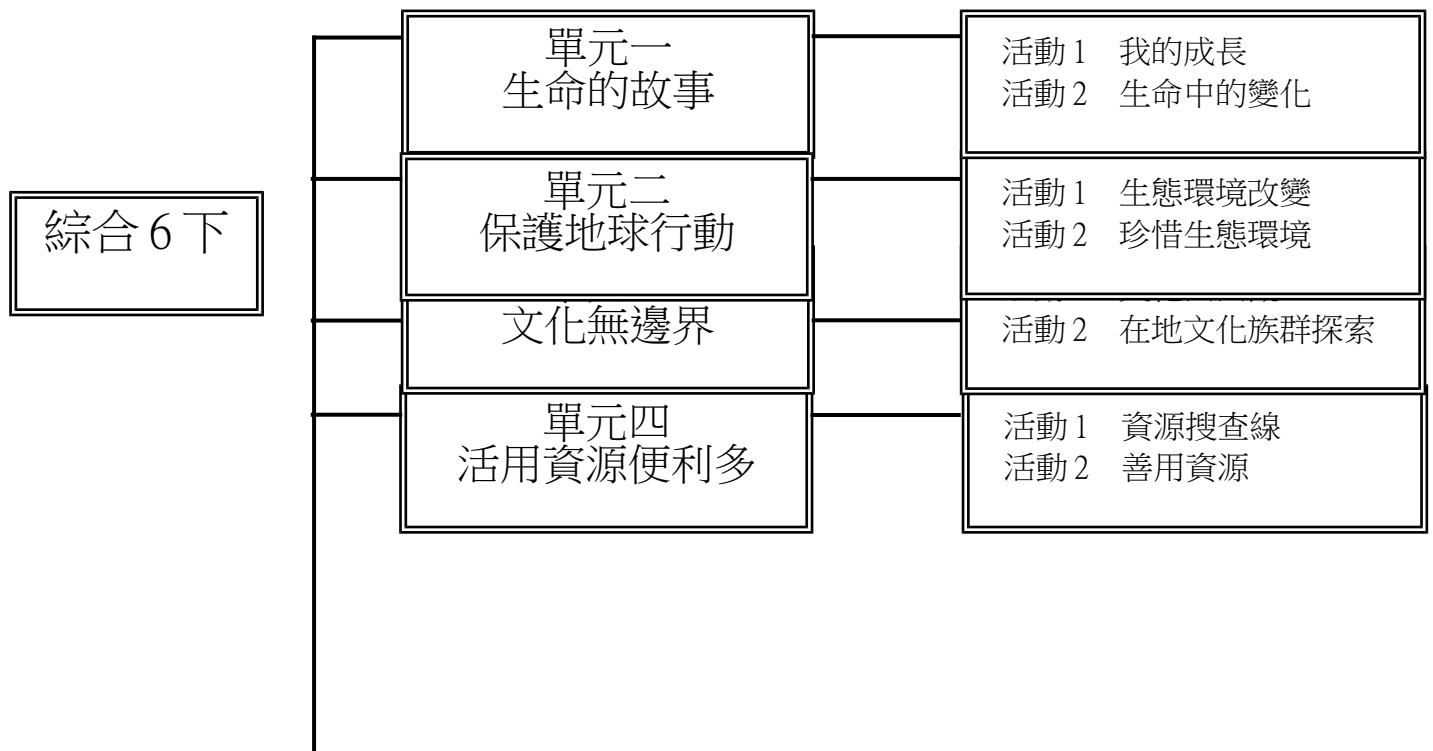 綜合6下
單元一
生命的故事
活動1 我的成長
活動2 生命中的變化
單元二
保護地球行動
活動1 生態環境改變
活動2 珍惜生態環境
文化無邊界
活動2 在地文化族群探索
單元四
活用資源便利多
活動1 資源搜查線
活動2 善用資源